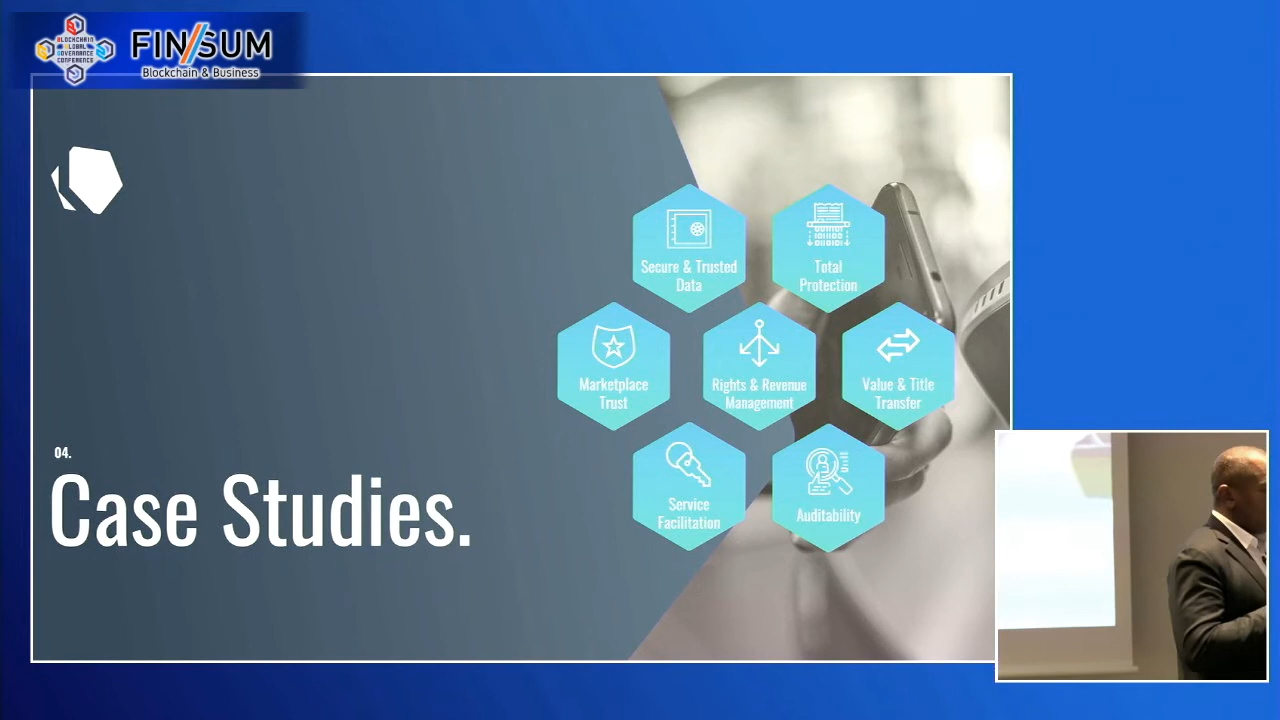 BLOCKCHAIN
GLOBAL
GOVERNANCE
CONFERENCE
FIN/SUM
Blockchain & Business
Secure & Trusted
Data
Total
Protection
Marketplace
Trust
Rights & Revenue
Management
Value & Title
Transfer
Service
Facilitation
Auditability
04.
Case Studies.